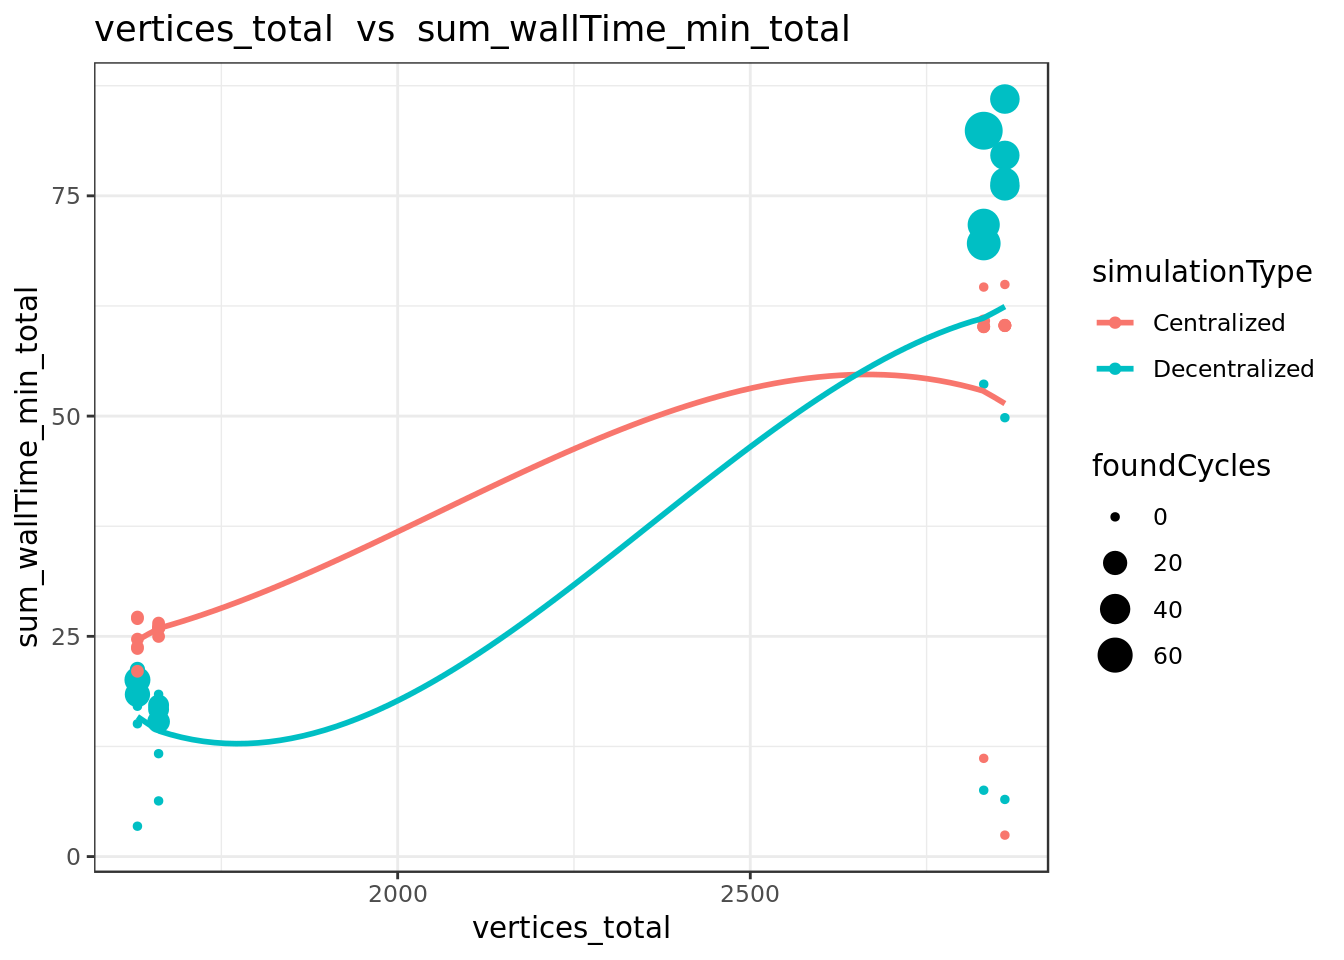 vertices_total vs sum_wallTime_min_total
sum_wallTime_min_total
75
50
25
0
2000
2500
vertices_total
simulationType
Centralized
Decentralized
foundCycles
0
20
40
60